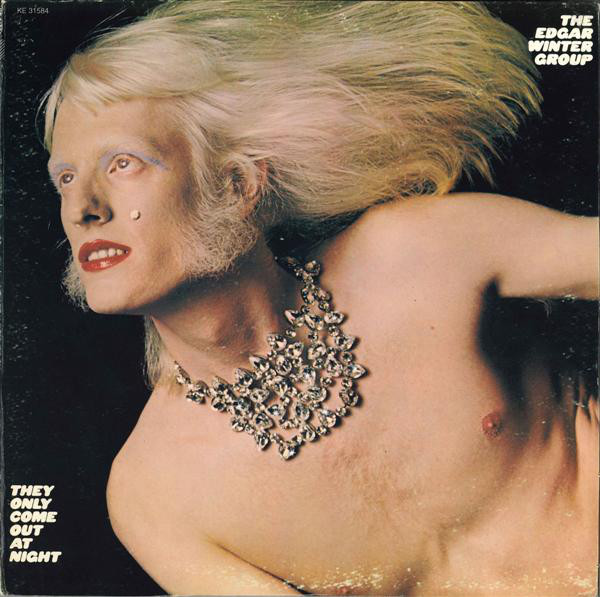 KE 31584
THE
EDGAR
WINTER
GROUP
THEY
ONLY
COME
OUT
AT
NIGHT